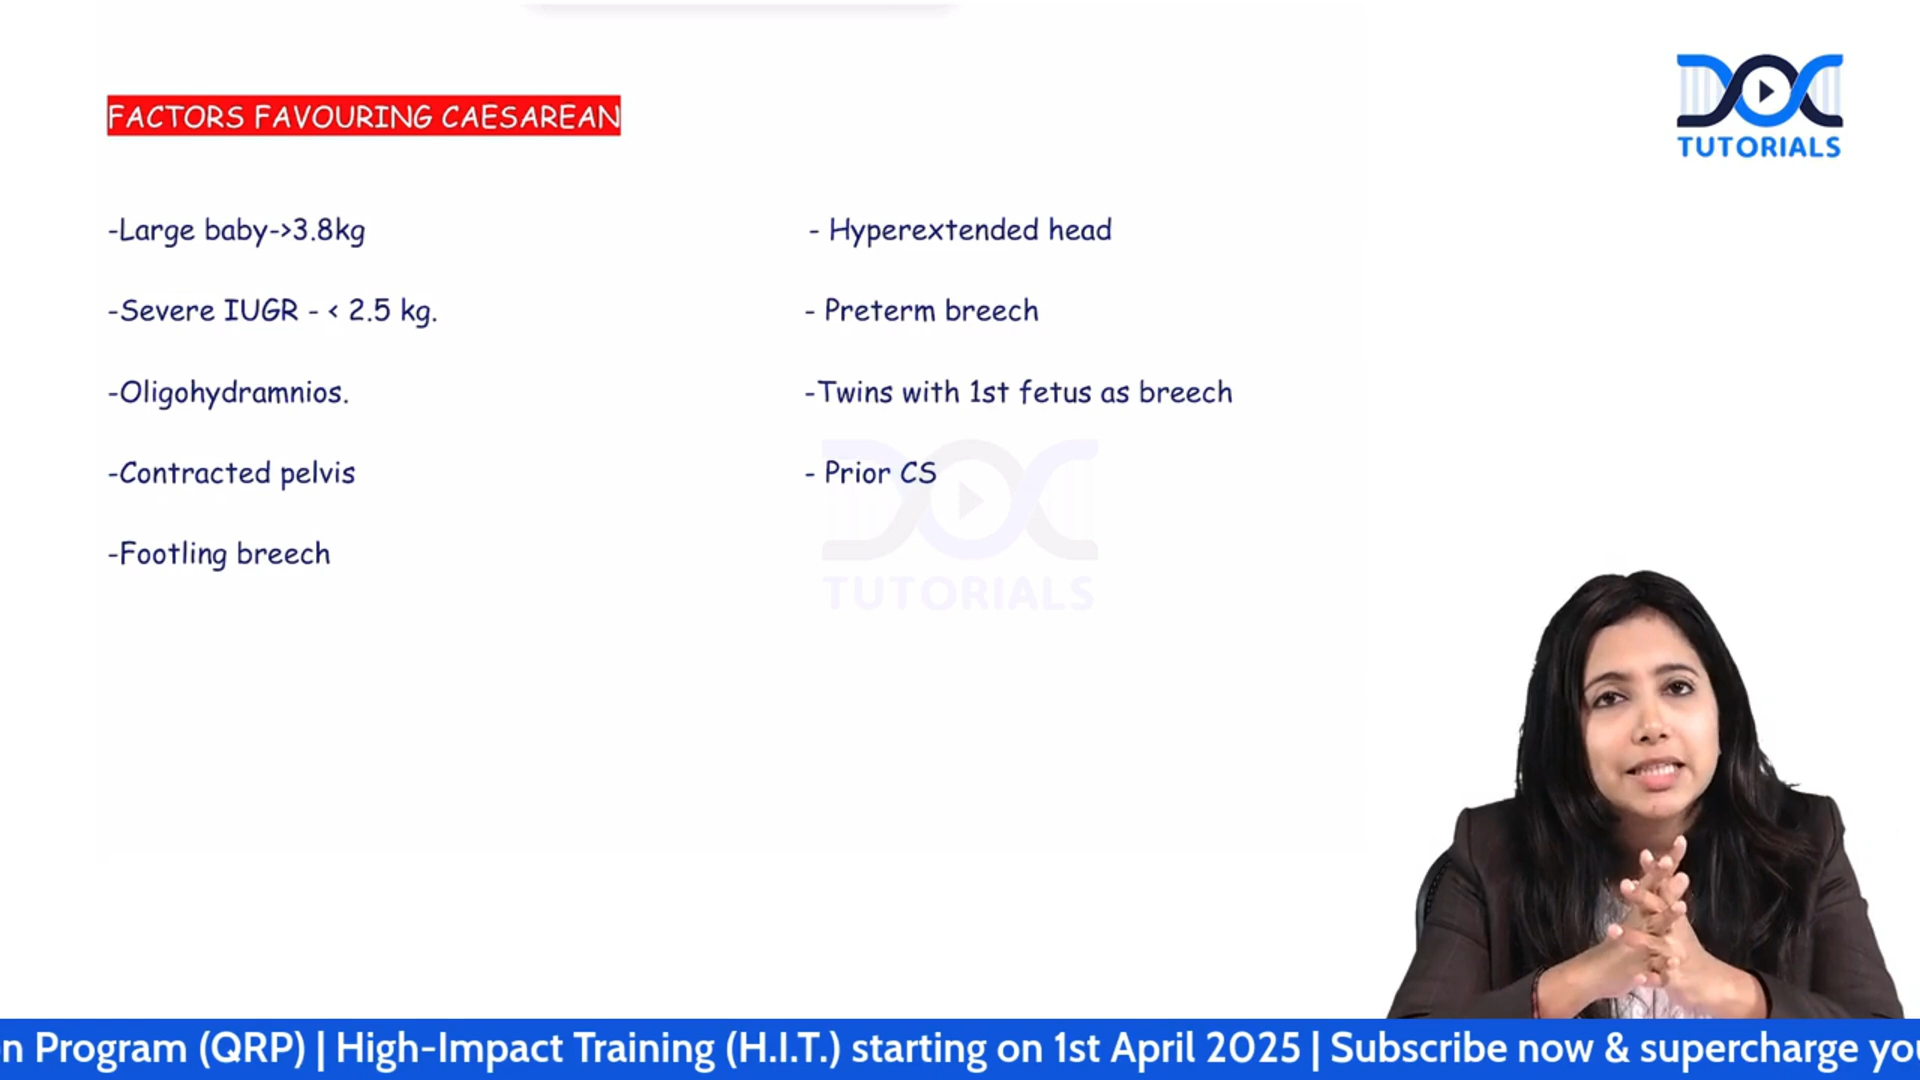 FACTORS FAVOURING CAESAREAN
-Large baby->3.8kg
-Severe IUGR - < 2.5 kg.
-Oligohydramnios.
-Contracted pelvis
-Footling breech
- Hyperextended head
- Preterm breech
-Twins with 1st fetus as breech
- Prior CS
DOC
TUTORIALS
DOC
TUTORIALS
n Program (QRP) | High-Impact Training (H.I.T.) starting on 1st April 2025 | Subscribe now & supercharge you